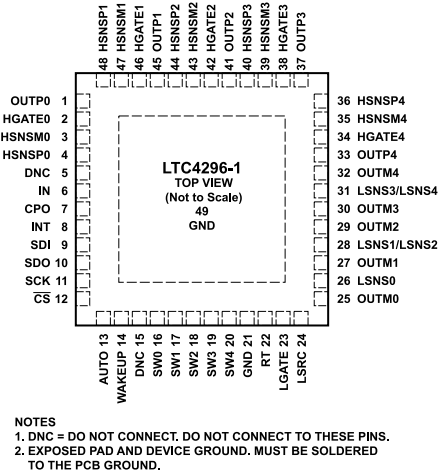 48 HSNSP1
47 HSNSM1
46 HGATE1
45 OUTP1
44 HSNSP2
43 HSNSM2
42 HGATE2
41 OUTP2
40 HSNSP3
39 HSNSM3
38 HGATE3
37 OUTP3
OUTP0 1
HGATE0 2
HSNSM0 3
HSNSP0 4
DNC 5
IN 6
CPO 7
INT 8
SDI 9
SDO 10
SCK 11
CS 12
LTC4296-1
TOP VIEW
(Not to Scale)
49
GND
36 HSNSP4
35 HSNSM4
34 HGATE4
33 OUTP4
32 OUTM4
31 LSNS3/LSNS4
30 OUTM3
29 OUTM2
28 LSNS1/LSNS2
27 OUTM1
26 LSNS0
25 OUTM0
AUTO 13
WAKEUP 14
DNC 15
SW0 16
SW1 17
SW2 18
SW3 19
SW4 20
GND 21
RT 22
LGATE 23
LSRC 24
NOTES
1. DNC = DO NOT CONNECT. DO NOT CONNECT TO THESE PINS.
2. EXPOSED PAD AND DEVICE GROUND. MUST BE SOLDERED
TO THE PCB GROUND.